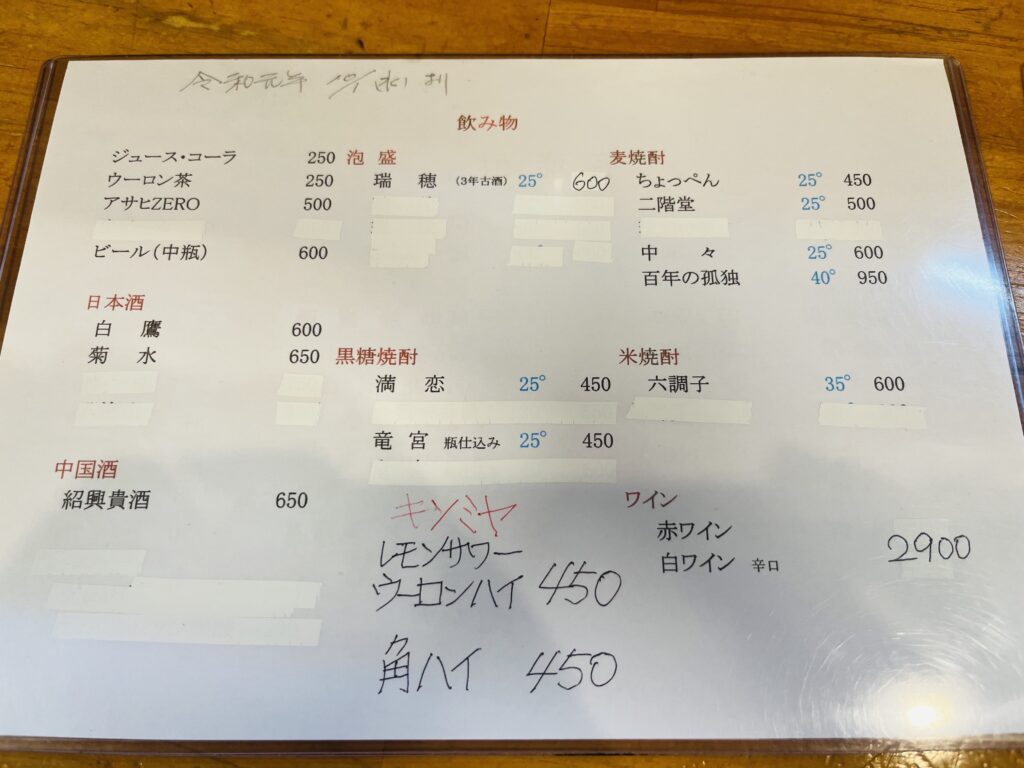 令和元年 10/1(水) ヨリ
飲み物
ジュース・コーラ 250
ウーロン茶 250
アサヒZERO 500
ビール（中瓶） 600
日本酒
白 鷹 600
菊 水 650
中国酒
紹興貴酒 650
泡 盛
瑞 穂 （3年古酒） 25° 600
黒糖焼酎
満 恋 25° 450
竜 宮 瓶仕込み 25° 450
キンミヤ
レモンサワー
ウーロンハイ 450
角ハイ 450
麦焼酎
ちょっぺん 25° 450
二階堂 25° 500
中 々 25° 600
百年の孤独 40° 950
米焼酎
六調子 35° 600
ワイン
赤ワイン
白ワイン 辛口 2900